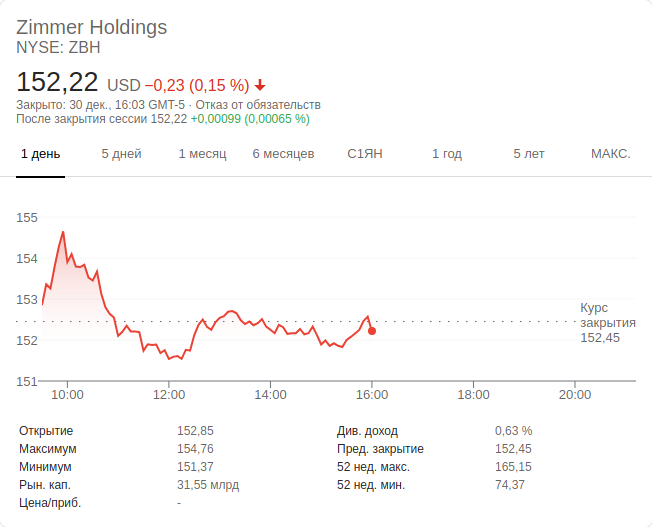 Zimmer Holdings
NYSE: ZBH
152,22 USD −0,23 (0,15 %)
Закрыто: 30 дек., 16:03 GMT-5 · Отказ от обязательств
После закрытия сессии 152,22 +0,00099 (0,00065 %)
1 день 5 дней 1 месяц 6 месяцев С1ЯН 1 год 5 лет МАКС.
155
154
153
Курс
закрытия
152,45
152
151
10:00 12:00 14:00 16:00 18:00 20:00
Открытие 152,85 Див. доход 0,63 %
Максимум 154,76 Пред. закрытие 152,45
Минимум 151,37 52 нед. макс. 165,15
Рын. кап. 31,55 млрд 52 нед. мин. 74,37
Цена/приб. -